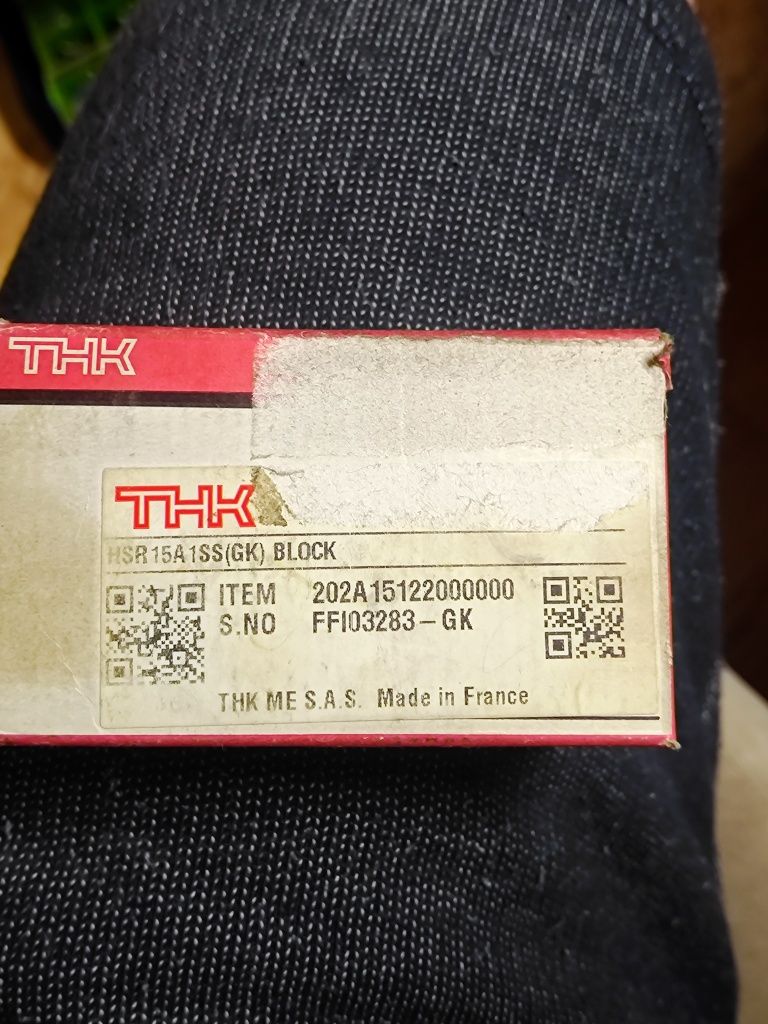 THK
THK
HSR15A1SS(GK) BLOCK
ITEM 202A15122000000
S.NO FFI03283-GK
THK ME S.A.S. Made in France